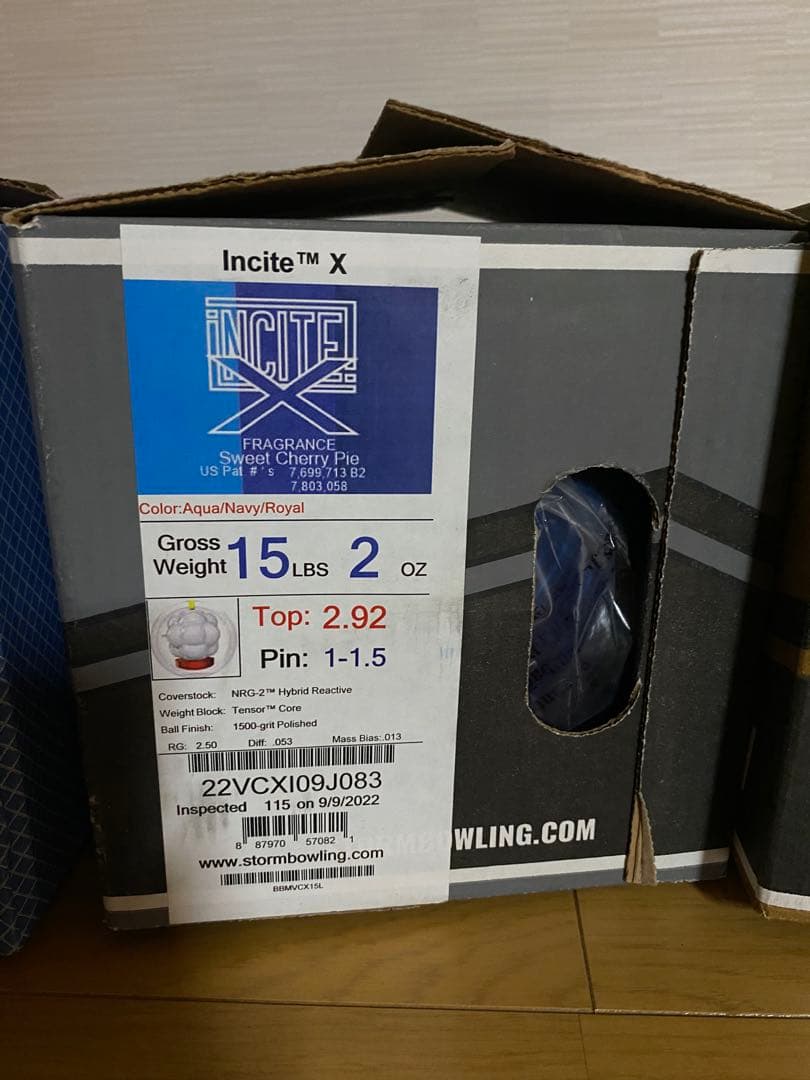 Incite™ X
INCITE
X
FRAGRANCE
Sweet Cherry Pie
US Pat. #'s 7,699,713 B2
7,803,058
Color:Aqua/Navy/Royal
Gross Weight 15 LBS 2 OZ
Top: 2.92
Pin: 1-1.5
Coverstock: NRG-2™ Hybrid Reactive
Weight Block: Tensor™ Core
Ball Finish: 1500-grit Polished
RG: 2.50 Diff: .053 Mass Bias:.013
22VCXI09J083
Inspected 115 on 9/9/2022
8 87970 57082 1
www.stormbowling.com
BBMVCX15L
STORMBOWLING.COM